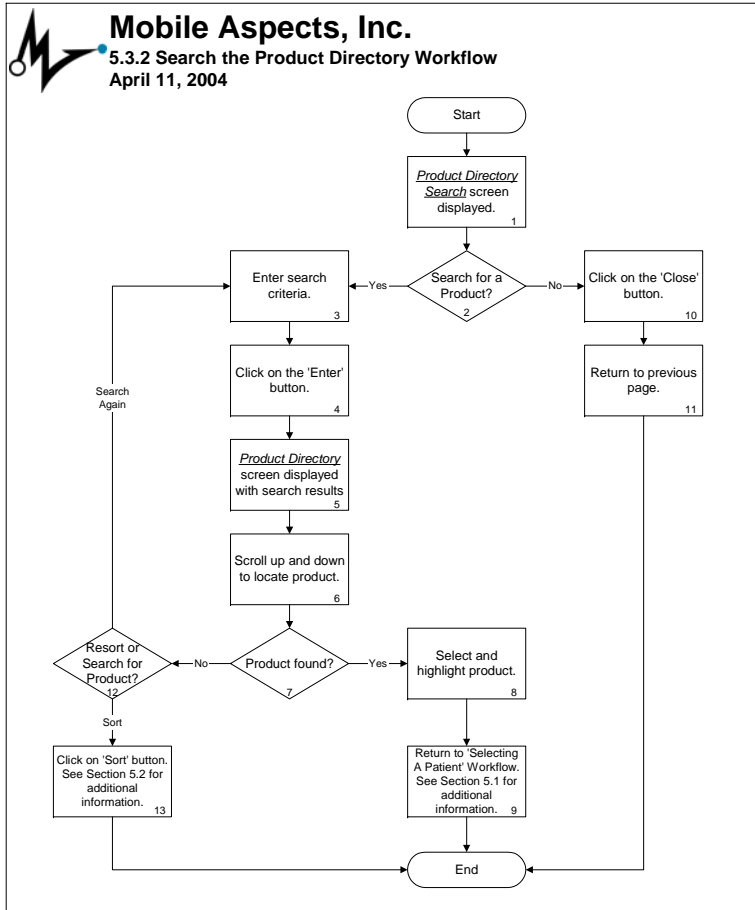 Mobile Aspects, Inc.
5.3.2 Search the Product Directory Workflow
April 11, 2004
Start
Product Directory
Search screen
displayed.
1
Search for a
Product?
2
Yes
No
Enter search
criteria.
3
Click on the 'Close'
button.
10
Click on the 'Enter'
button.
4
Return to previous
page.
11
Search
Again
Product Directory
screen displayed
with search results
5
Scroll up and down
to locate product.
6
Product found?
7
No
Yes
Resort or
Search for
Product?
12
Select and
highlight product.
8
Sort
Click on 'Sort' button.
See Section 5.2 for
additional
information.
13
Return to 'Selecting
A Patient' Workflow.
See Section 5.1 for
additional
information.
9
End